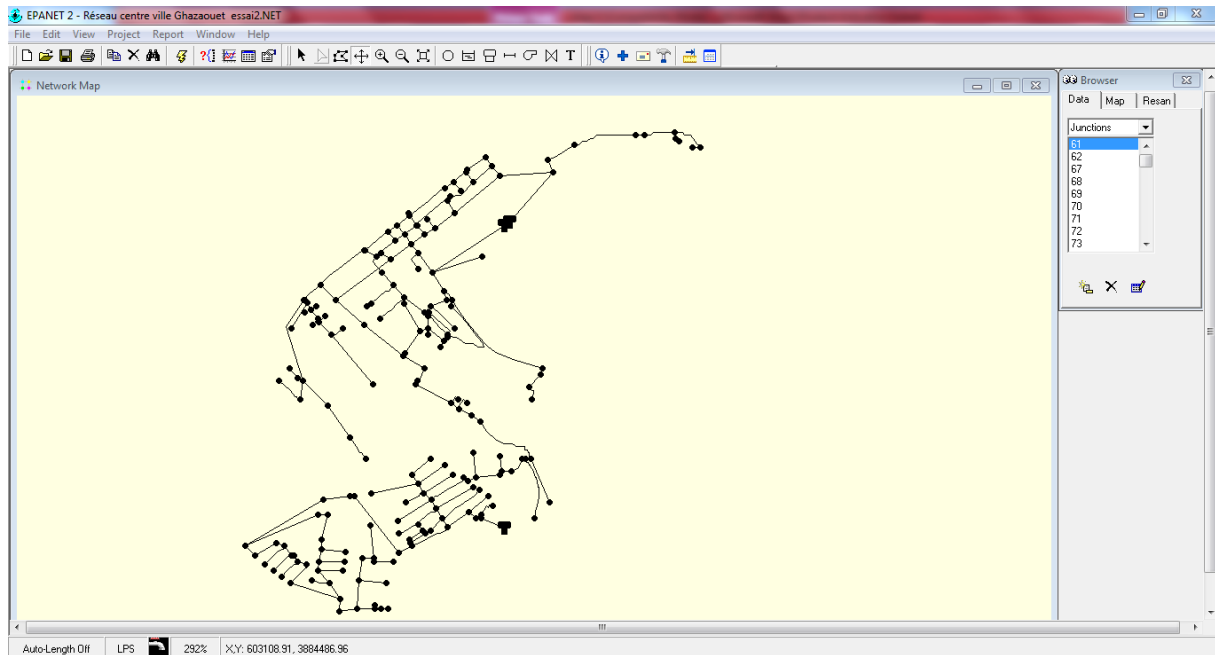 EPANET 2 - Réseau centre ville Ghazaouet essai2.NET
File Edit View Project Report Window Help
T
Network Map
Browser
Data Map Resan
Junctions
61
62
67
68
69
70
71
72
73
Auto-Length Off LPS 292% X,Y: 603108.91, 3884486.96